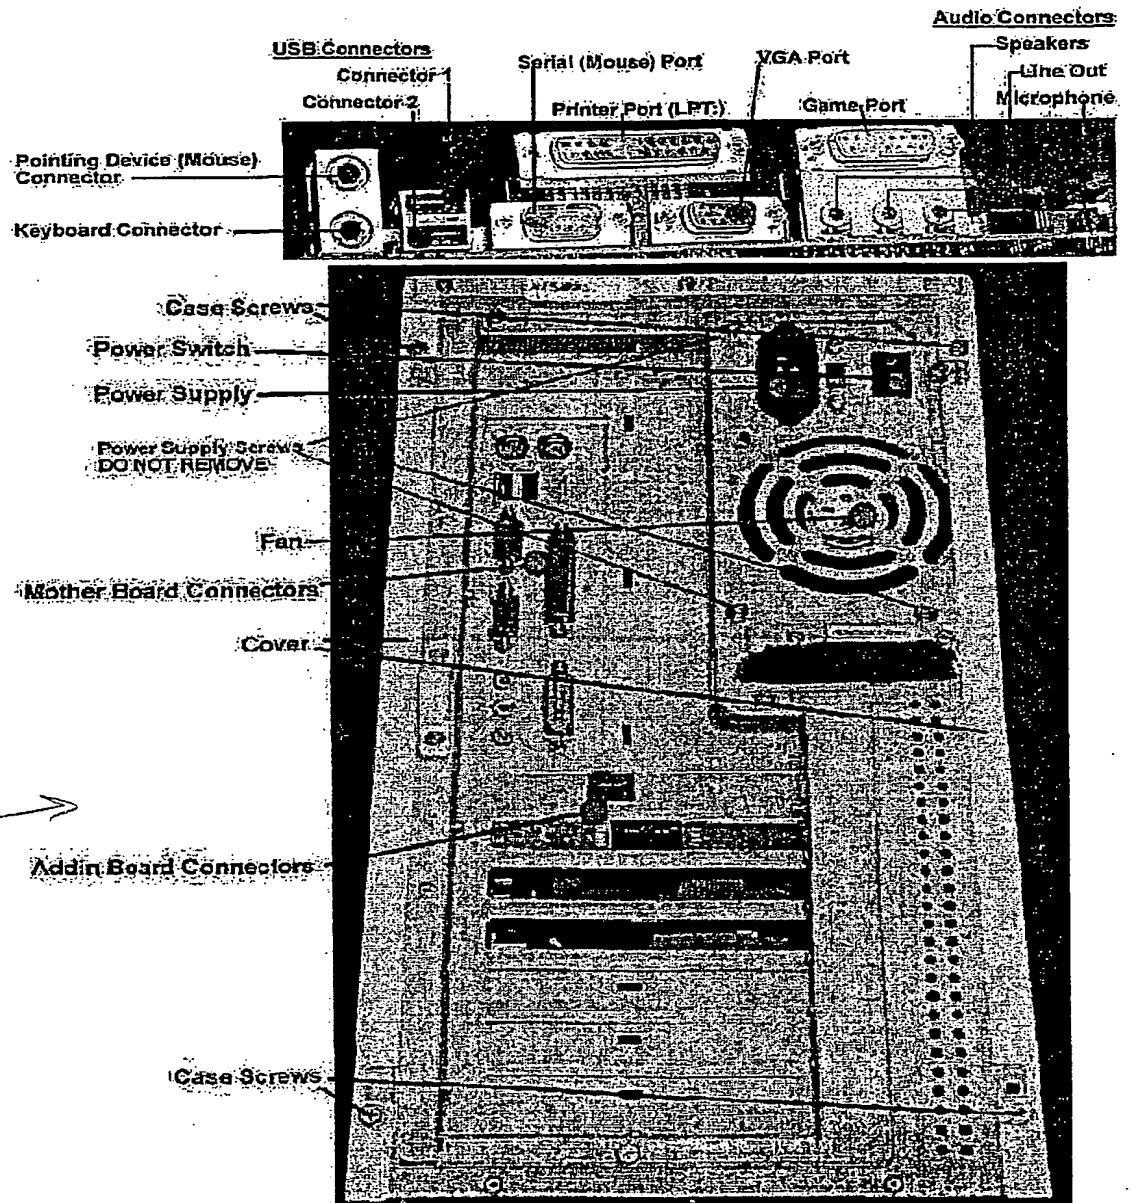 Audio Connectors
Speakers
Line Out
Microphone
USB Connectors
Connector 1
Connector 2
Serial (Mouse) Port
VGA Port
Printer Port (LPT:)
Game Port
Pointing Device (Mouse)
Connector
Keyboard Connector
Case Screws
Power Switch
Power Supply
Power Supply Screws
DO NOT REMOVE
Fan
Mother Board Connectors
Cover
Addin Board Connectors
Case Screws